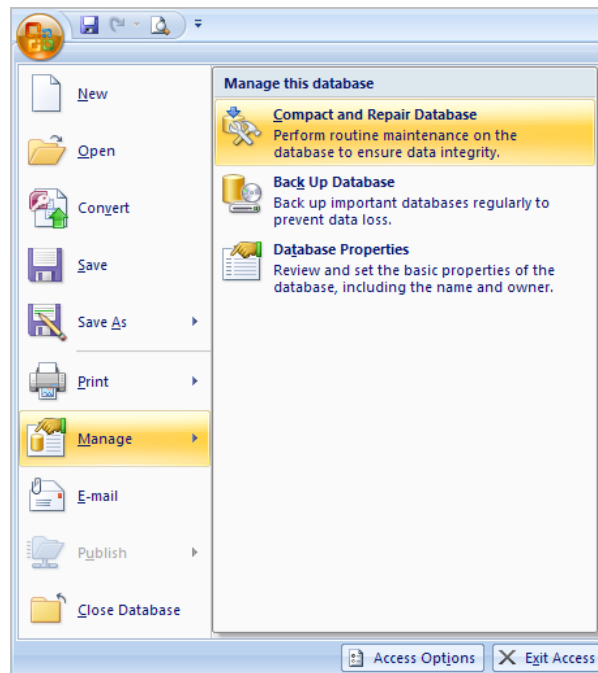 New
Open
Convert
Save
Save As
Print
Manage
E-mail
Publish
Close Database
Manage this database
Compact and Repair Database
Perform routine maintenance on the
database to ensure data integrity.
Back Up Database
Back up important databases regularly to
prevent data loss.
Database Properties
Review and set the basic properties of the
database, including the name and owner.
Access Options
Exit Access